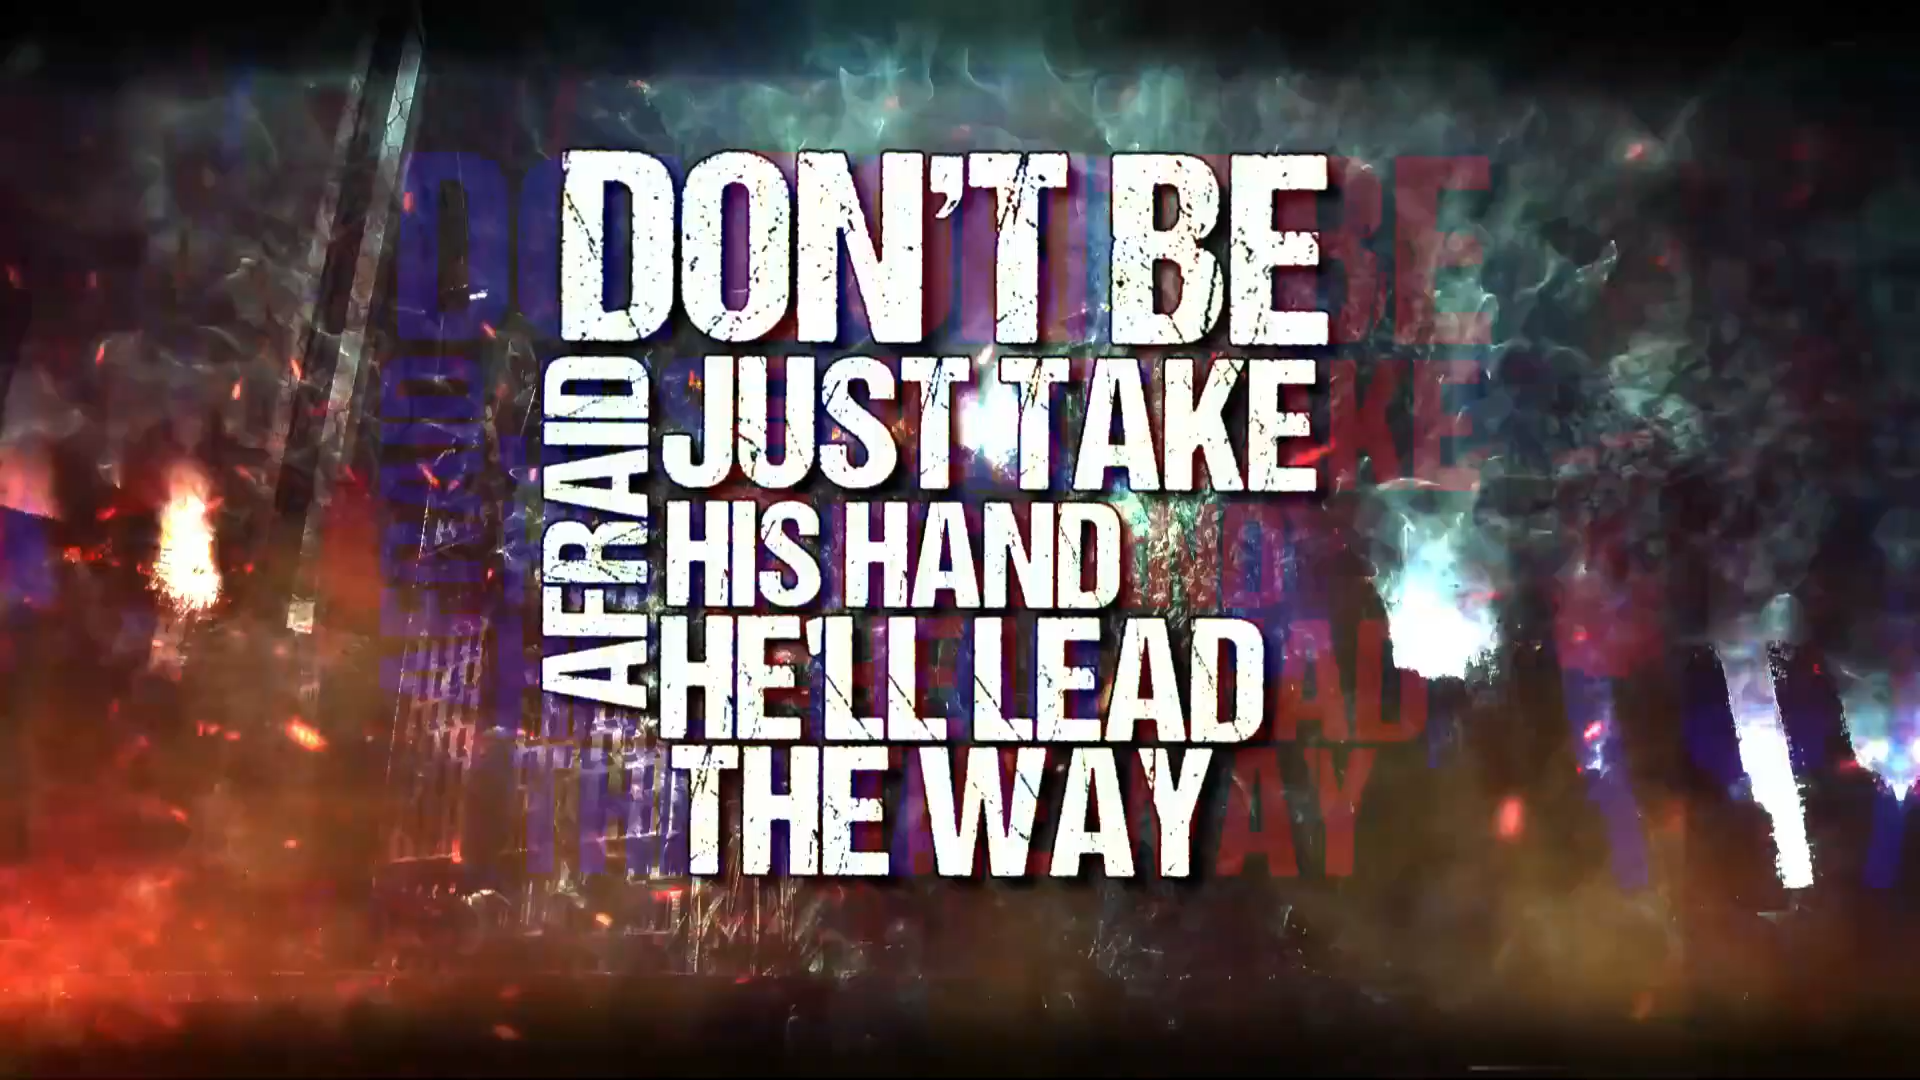 DON'T BE
AFRAID
JUST TAKE
HIS HAND
HE'LL LEAD
THE WAY